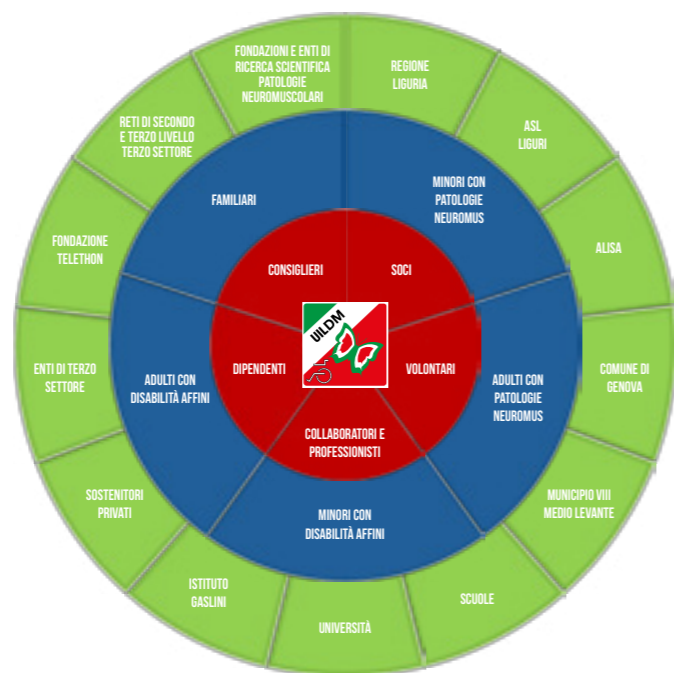 FONDAZIONI E ENTI DI
RICERCA SCIENTIFICA
PATOLOGIE
NEUROMUSCOLARI
REGIONE
LIGURIA
ASL
LIGURI
ALISA
COMUNE DI
GENOVA
MUNICIPIO VIII
MEDIO LEVANTE
SCUOLE
UNIVERSITÀ
ISTITUTO
GASLINI
SOSTENITORI
PRIVATI
ENTI DI TERZO
SETTORE
FONDAZIONE
TELETHON
RETI DI SECONDO
E TERZO LIVELLO
TERZO SETTORE
FAMILIARI
MINORI CON
PATOLOGIE
NEUROMUS
ADULTI CON
PATOLOGIE
NEUROMUS
MINORI CON
DISABILITÀ AFFINI
ADULTI CON
DISABILITÀ AFFINI
CONSIGLIERI
SOCI
VOLONTARI
COLLABORATORI E
PROFESSIONISTI
DIPENDENTI
UILDM